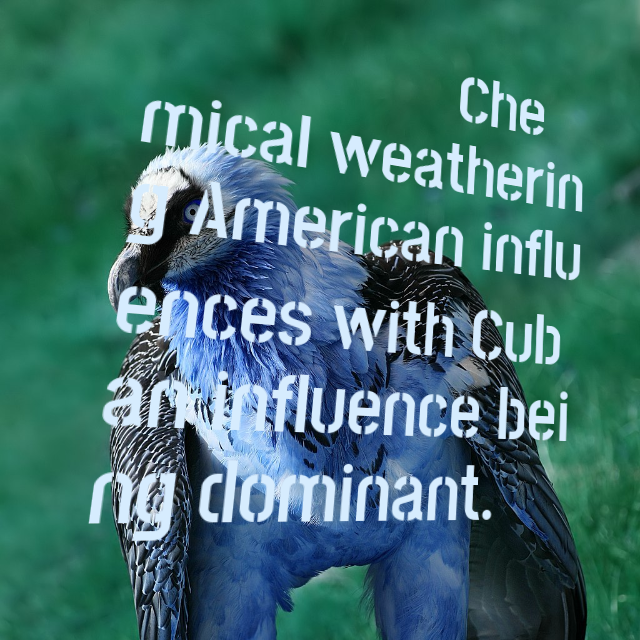 Che
mical weatherin
g American influ
ences with Cub
an influence bei
ng dominant.